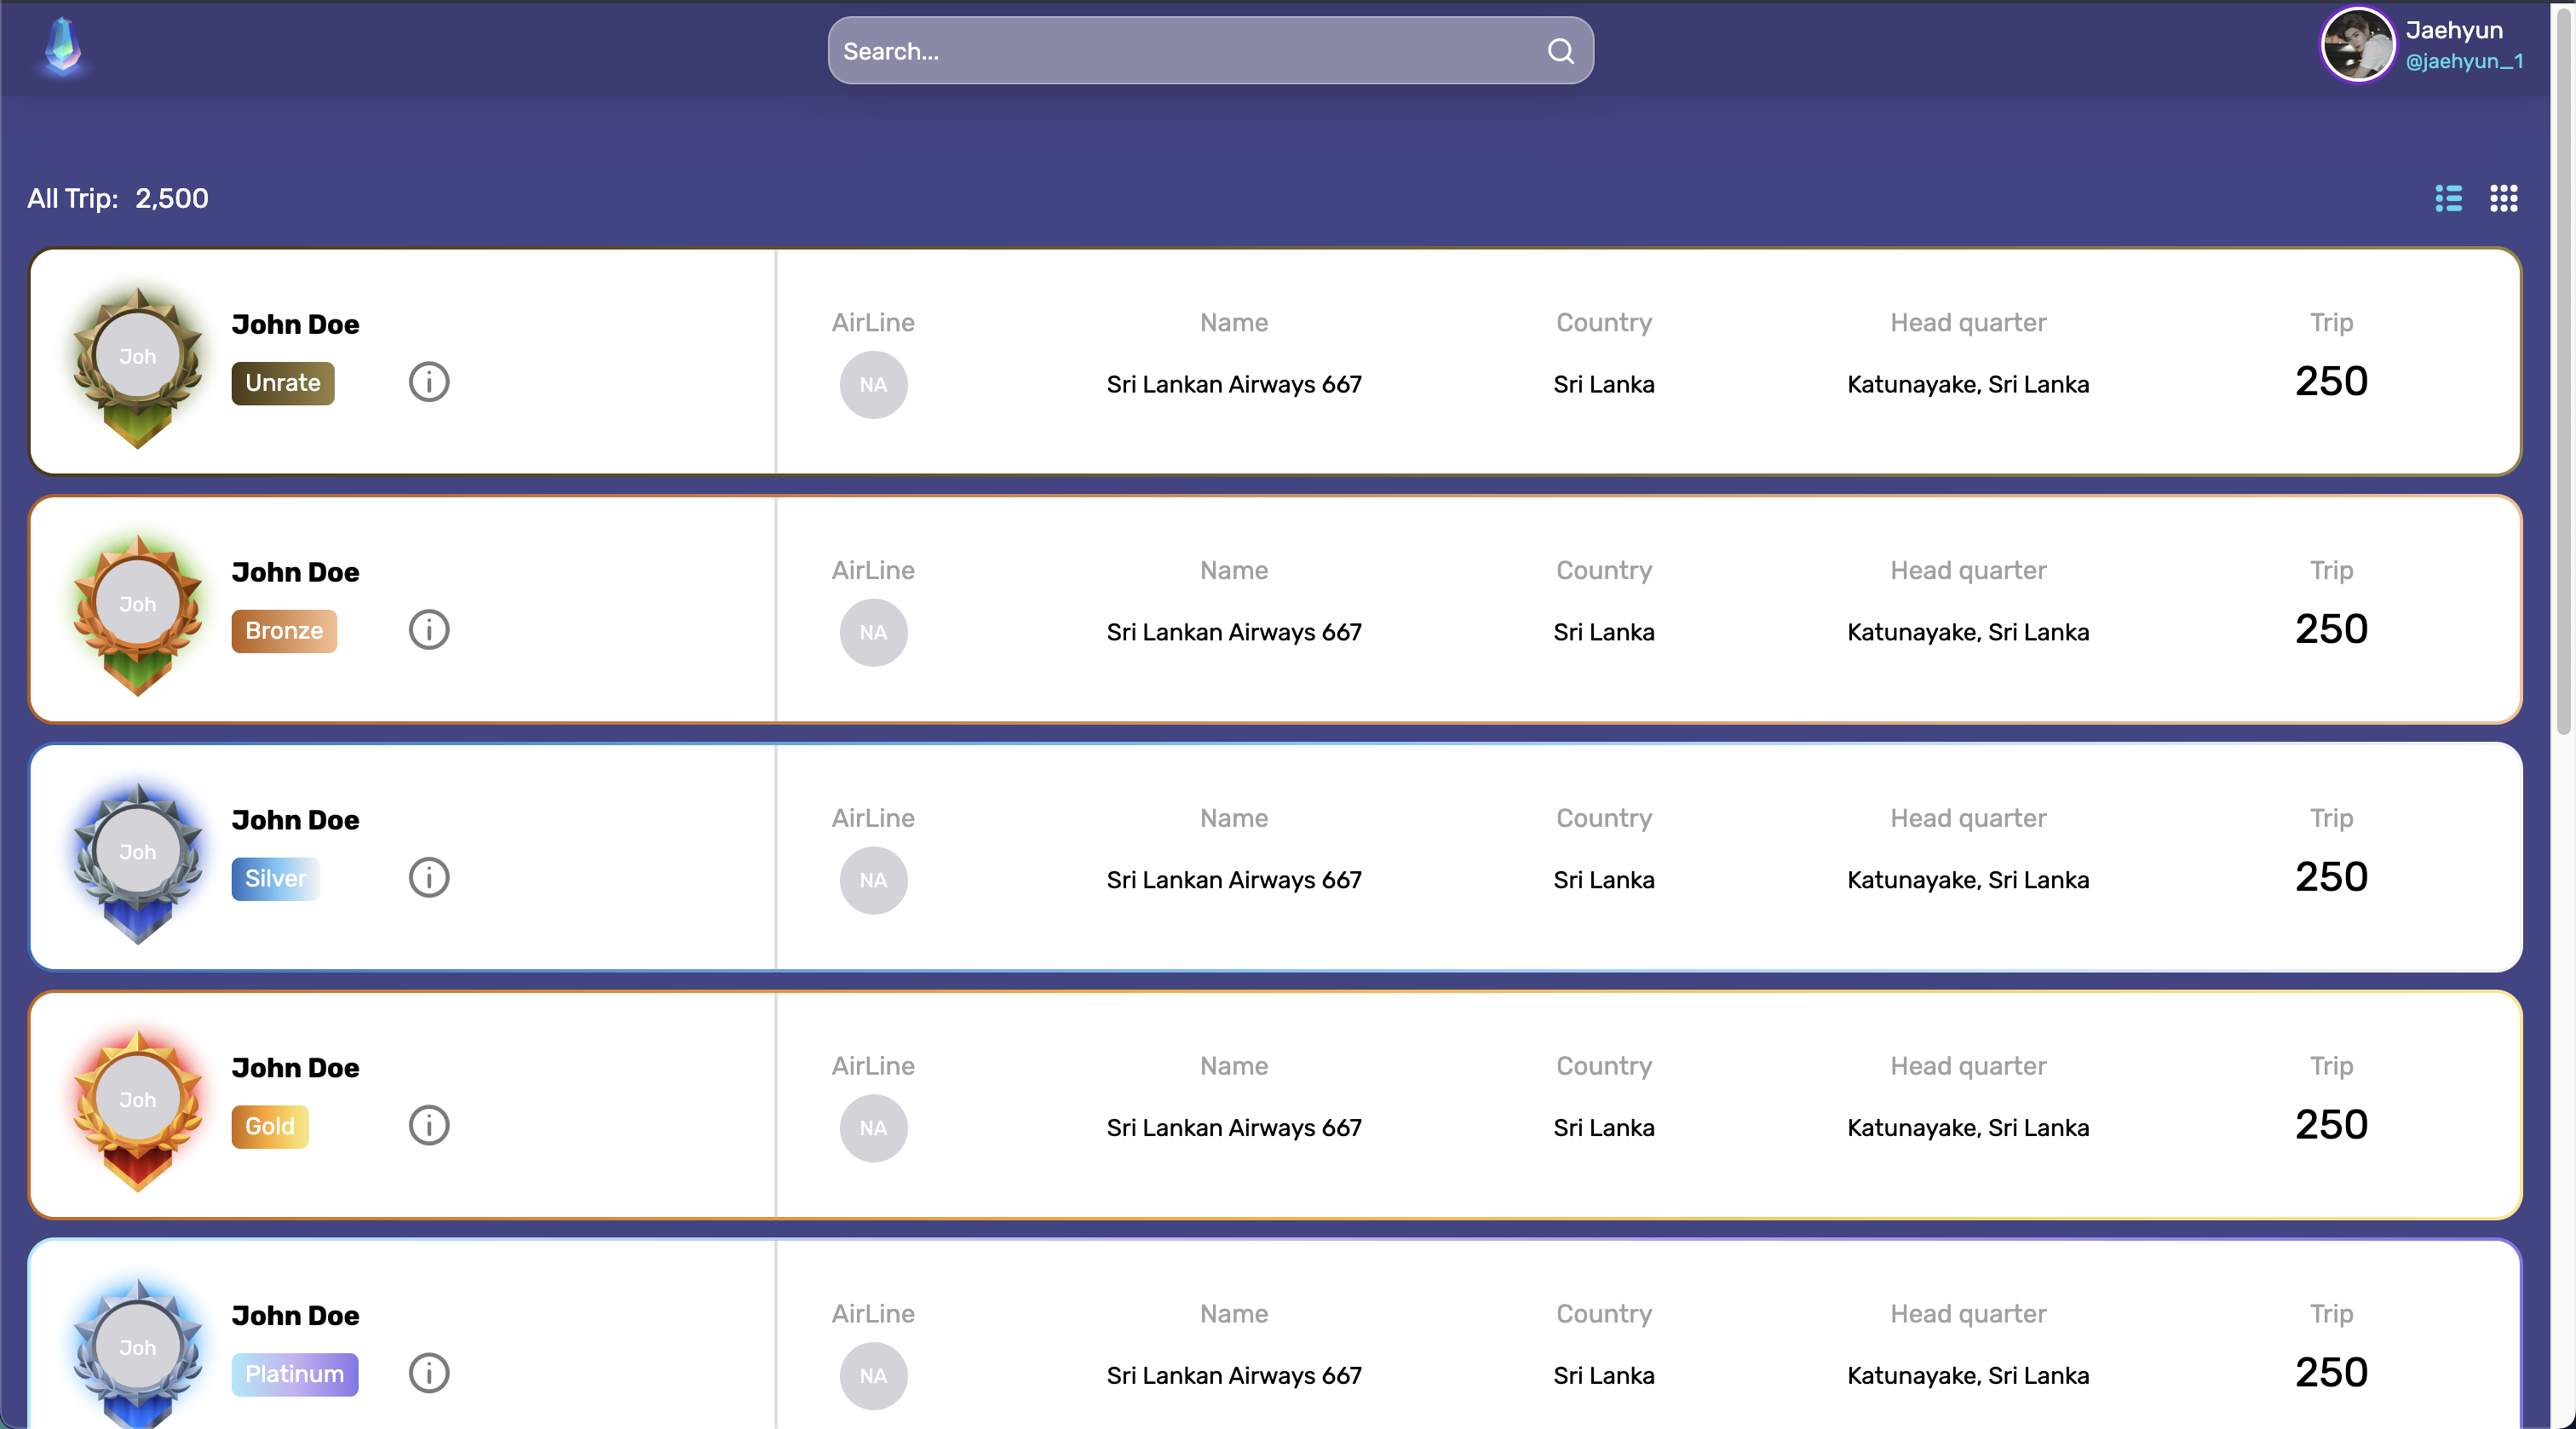 Search...
Jaehyun
@jaehyun_1
All Trip: 2,500
John Doe
Joh
Unrate
AirLine Name Country Head quarter Trip
NA Sri Lankan Airways 667 Sri Lanka Katunayake, Sri Lanka 250
John Doe
Joh
Bronze
AirLine Name Country Head quarter Trip
NA Sri Lankan Airways 667 Sri Lanka Katunayake, Sri Lanka 250
John Doe
Joh
Silver
AirLine Name Country Head quarter Trip
NA Sri Lankan Airways 667 Sri Lanka Katunayake, Sri Lanka 250
John Doe
Joh
Gold
AirLine Name Country Head quarter Trip
NA Sri Lankan Airways 667 Sri Lanka Katunayake, Sri Lanka 250
John Doe
Joh
Platinum
AirLine Name Country Head quarter Trip
NA Sri Lankan Airways 667 Sri Lanka Katunayake, Sri Lanka 250